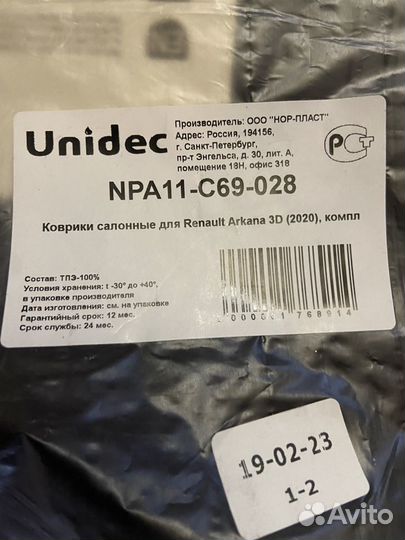 Unidec
Производитель: ООО "НОР-ПЛАСТ"
Адрес: Россия, 194156,
г. Санкт-Петербург,
пр-т Энгельса, д. 30, лит. А,
помещение 18Н, офис 318
РСТ
NPA11-C69-028
Коврики салонные для Renault Arkana 3D (2020), компл
Состав: ТПЭ-100%
Условия хранения: t -30° до +40°,
в упаковке производителя
Дата изготовления: см. на упаковке
Гарантийный срок: 12 мес.
Срок службы: 24 мес.
19-02-23
1-2
Avito